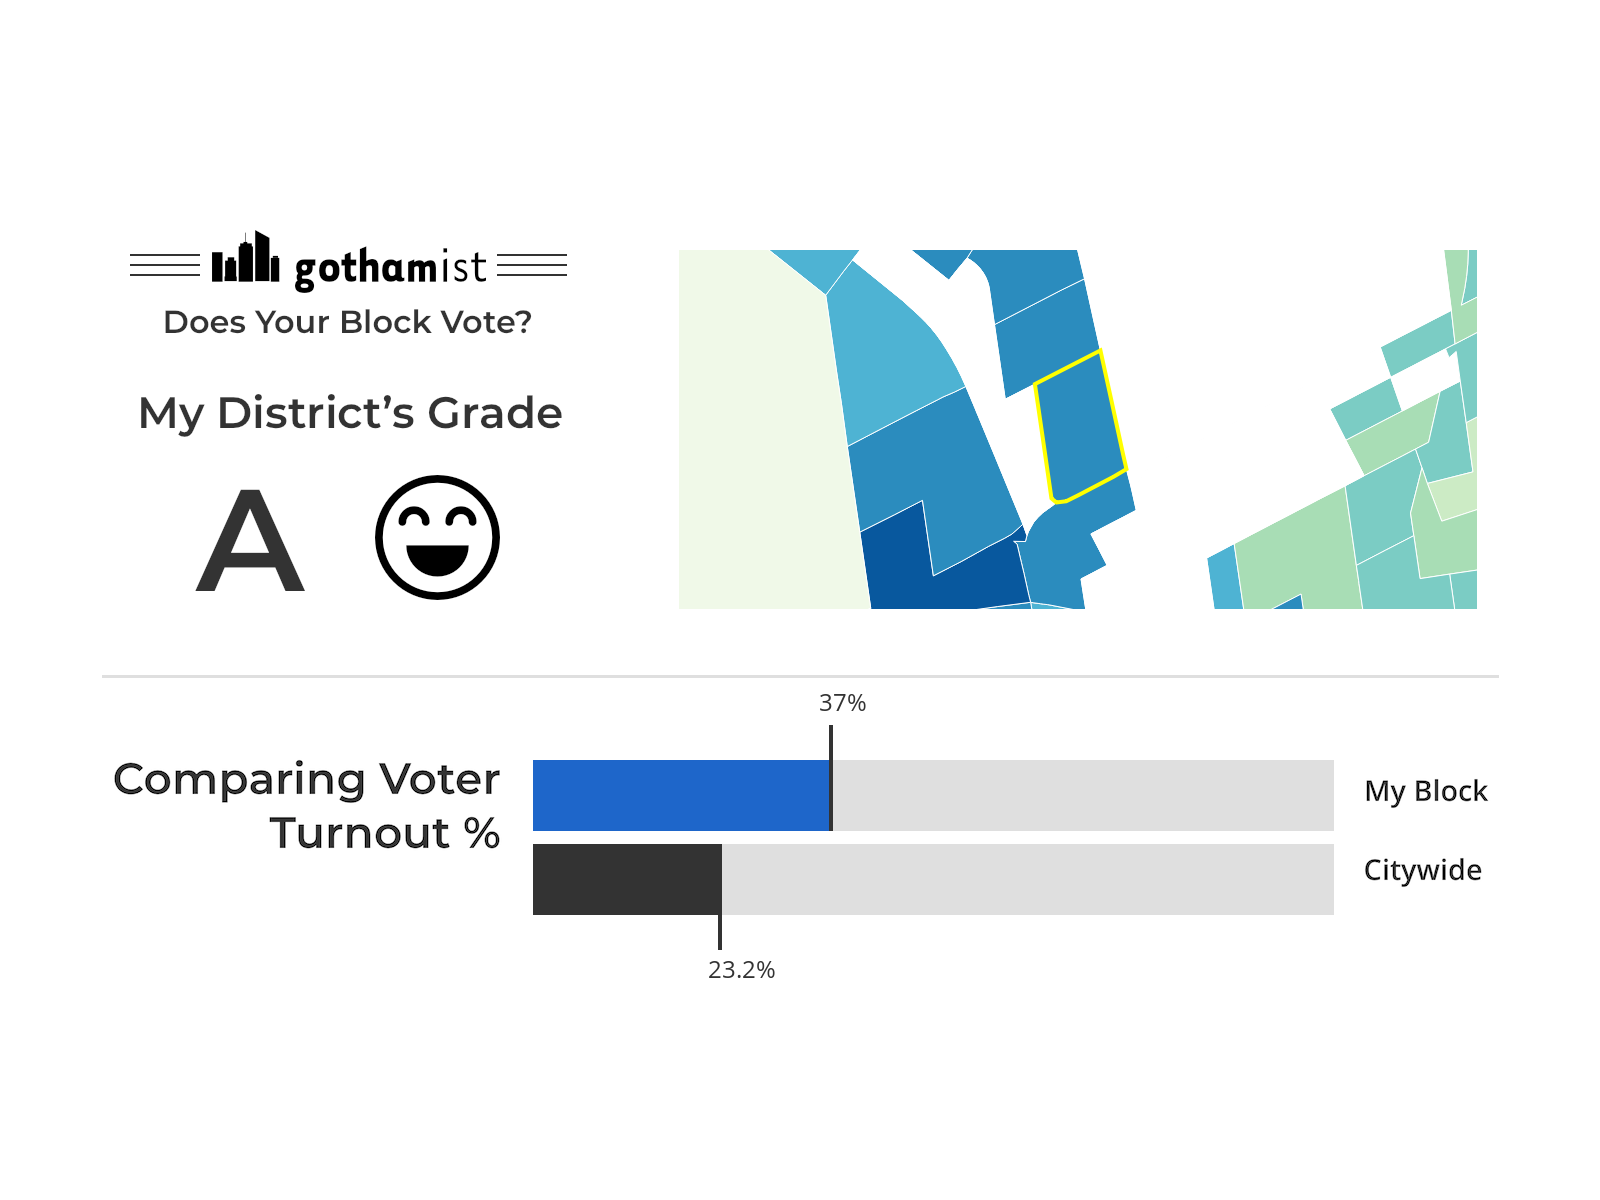 gothamist
Does Your Block Vote?
My District’s Grade
A
37%
Comparing Voter
Turnout %
My Block
Citywide
23.2%